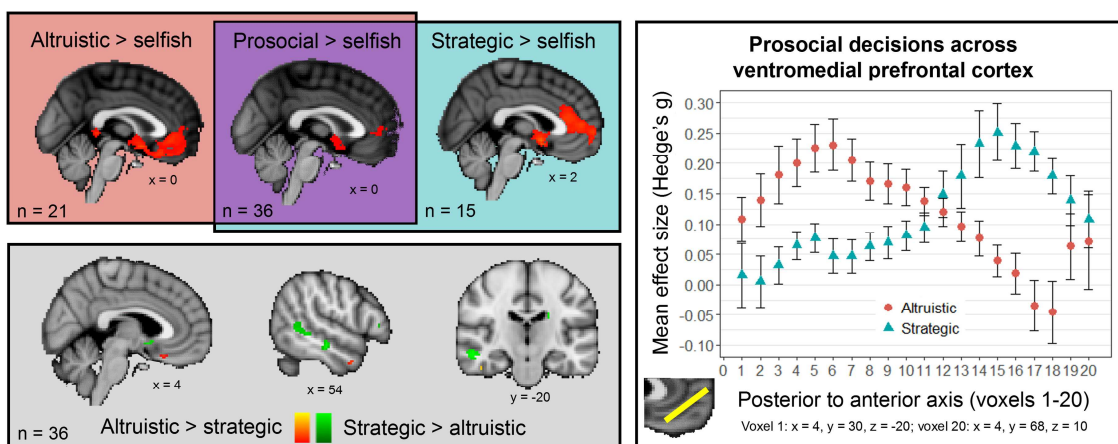 Altruistic > selfish
Prosocial > selfish
Strategic > selfish
x = 0
x = 0
x = 2
n = 21
n = 36
n = 15
x = 4
x = 54
y = -20
n = 36
Altruistic > strategic
Strategic > altruistic
Prosocial decisions across
ventromedial prefrontal cortex
Mean effect size (Hedge's g)
0.30
0.25
0.20
0.15
0.10
0.05
0.00
-0.05
-0.10
Altruistic
Strategic
0 1 2 3 4 5 6 7 8 9 10 11 12 13 14 15 16 17 18 19 20
Posterior to anterior axis (voxels 1-20)
Voxel 1: x = 4, y = 30, z = -20; voxel 20: x = 4, y = 68, z = 10